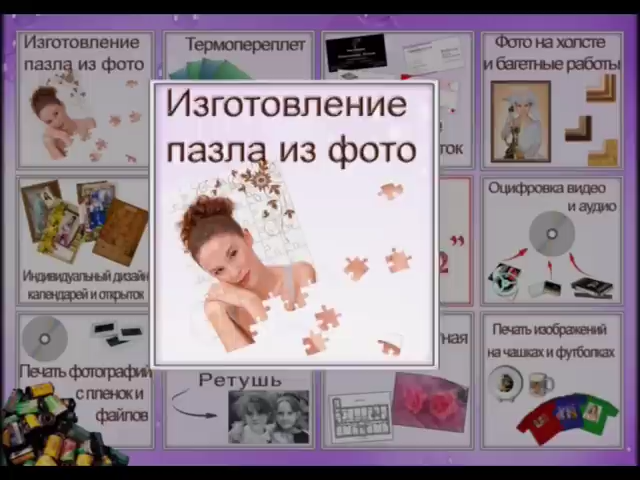 Изготовление
пазла из фото
Термопереплет
Фото на холсте
и багетные работы
Изготовление
пазла из фото
ток
Оцифровка видео
и аудио
2”
Индивидуальный дизайн
календарей и открыток
Печать фотографий
с пленок и
файлов
Ретушь
ная
Печать изображений
на чашках и футболках